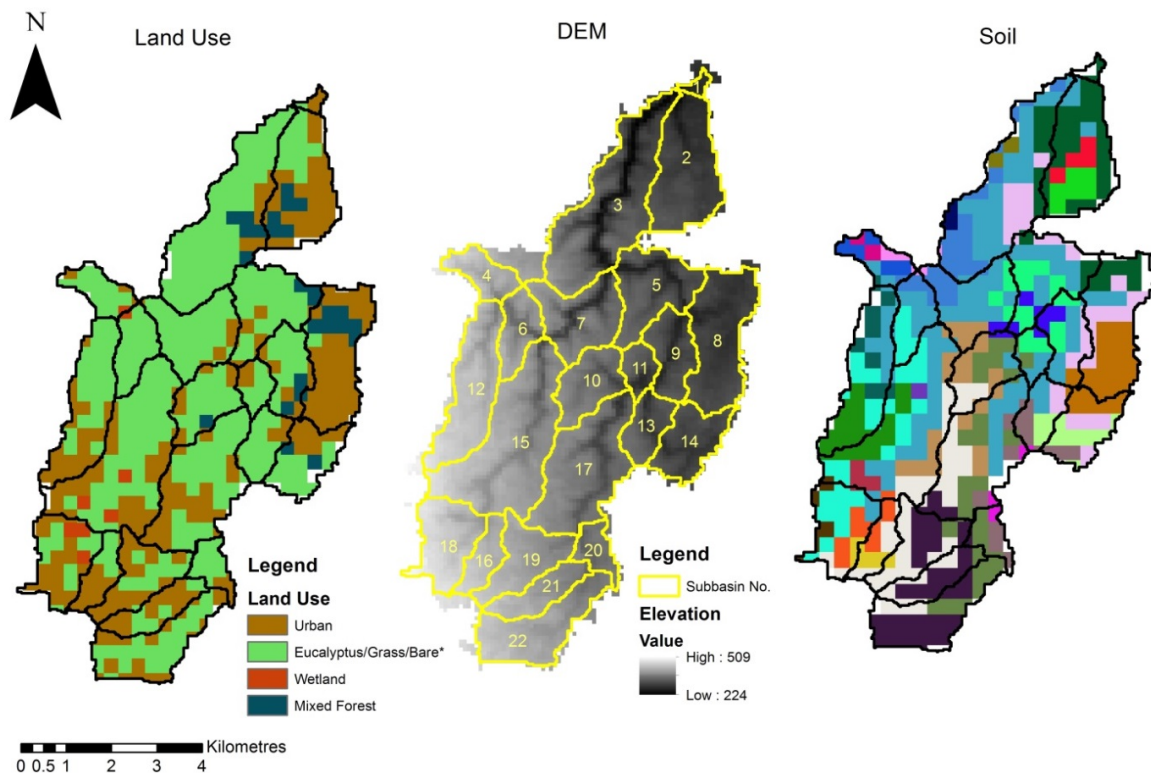 N
Land Use
DEM
Soil
1
2
3
4
5
6
7
8
9
10
11
12
13
14
15
16
17
18
19
20
21
22
Legend
Land Use
Urban
Eucalyptus/Grass/Bare*
Wetland
Mixed Forest
Legend
Subbasin No.
Elevation
Value
High : 509
Low : 224
Kilometres
0 0.5 1 2 3 4